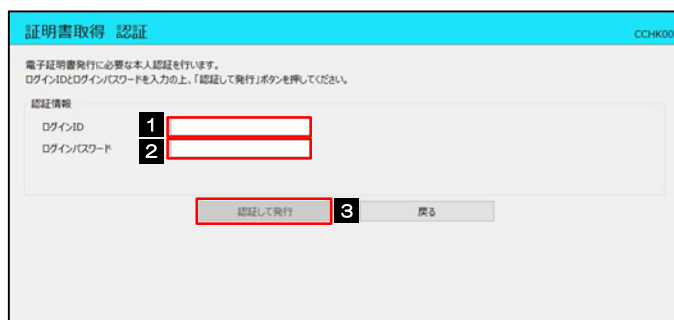 証明書取得 認証
CCHK00
電子証明書発行に必要な本人認証を行います。
ログインIDとログインパスワードを入力の上、「認証して発行」ボタンを押してください。
認証情報
ログインID 1
ログインパスワード 2
認証して発行 3 戻る